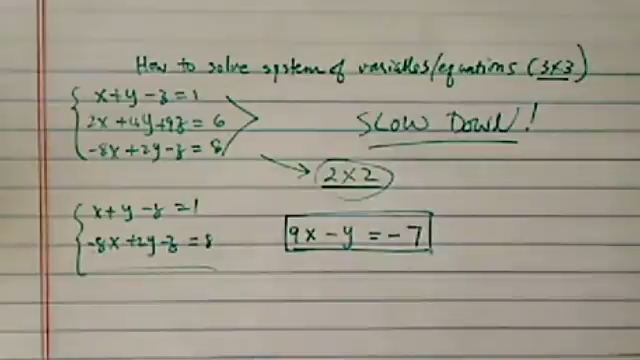 How to solve system of variables/equations (3x3)
x+y-z=1
2x+4y+9z=6
-8x+2y-z=8
SLOW DOWN!
2x2
x+y-z=1
-8x+2y-z=8
9x-y=-7